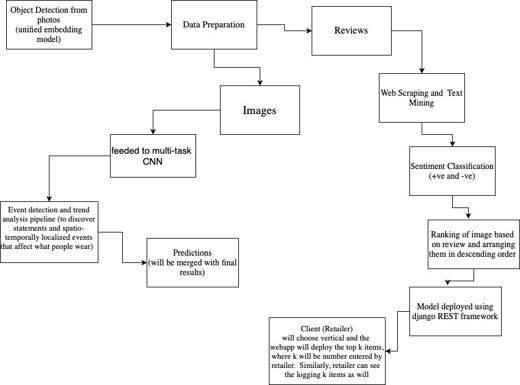 Object Detection from
photos
(unified embedding
model)
Data Preparation
Reviews
Images
Web Scraping and Text
Mining
feeded to multi-task
CNN
Sentiment Classification
(+ve and -ve)
Event detection and trend
analysis pipeline (to discover
statements and spatio-
temporally localized events
that affect what people wear)
Predictions
(will be merged with final
results)
Ranking of image based
on review and arranging
them in descending order
Model deployed using
django REST framework
Client (Retailer)
will choose vertical and the
webapp will deploy the top k items,
where k will be number entered by
retailer. Similarly, retailer can see
the logging k items as will